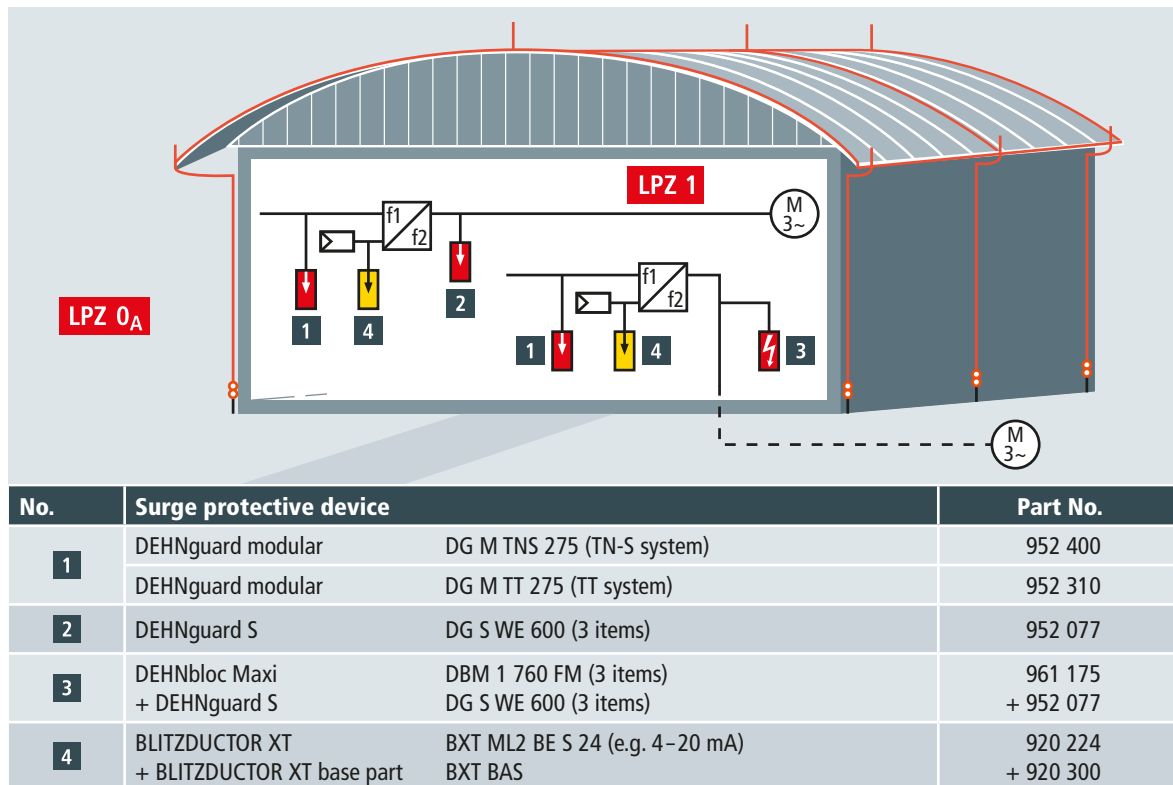 LPZ 1
M
3~
f1
f2
1
4
2
f1
f2
LPZ 0A
1
4
3
M
3~
No. Surge protective device Part No.
1
DEHNguard modular DG M TNS 275 (TN-S system) 952 400
DEHNguard modular DG M TT 275 (TT system) 952 310
2 DEHNguard S DG S WE 600 (3 items) 952 077
3
DEHNbloc Maxi DBM 1 760 FM (3 items) 961 175
+ DEHNguard S DG S WE 600 (3 items) + 952 077
4
BLITZDUCTOR XT BXT ML2 BE S 24 (e.g. 4–20 mA) 920 224
+ BLITZDUCTOR XT base part BXT BAS + 920 300